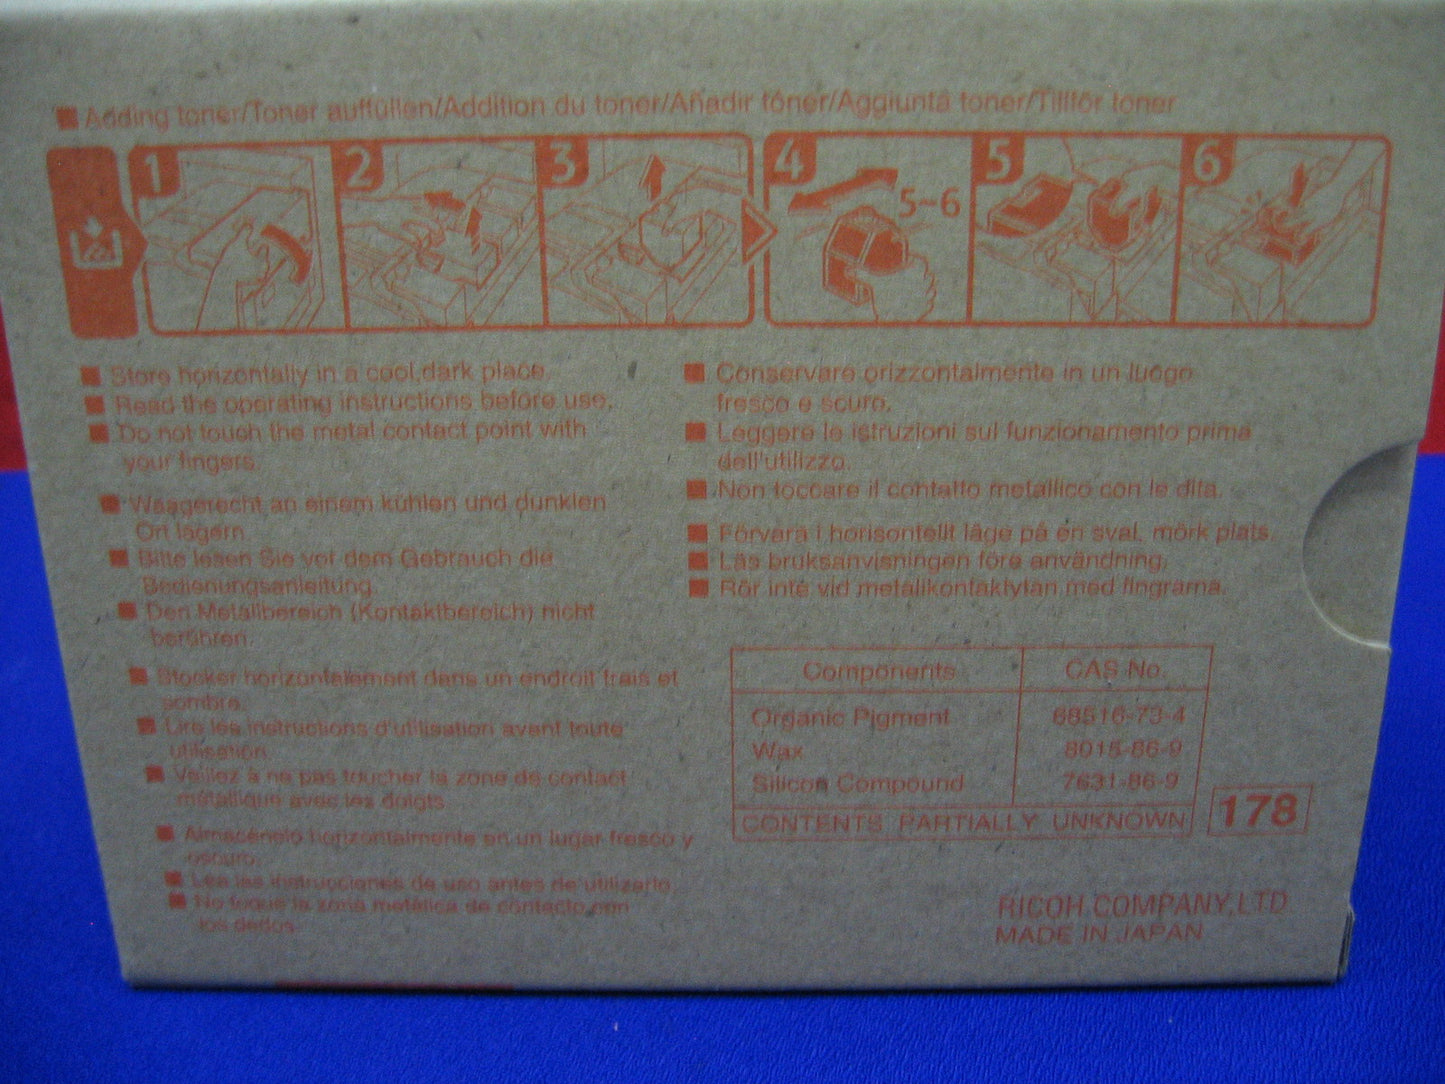 Adding toner/Toner auffüllen/Addition du toner/Añadir tóner/Aggiunta toner/Tillför toner
1 2 3 4 5 6
5-6
Store horizontally in a cool,dark place.
Read the operating instructions before use.
Do not touch the metal contact point with
your fingers.
Waagerecht an einem kühlen und dunklen
Ort lagern.
Bitte lesen Sie vor dem Gebrauch die
Bedienungsanleitung.
Den Metallbereich (Kontaktbereich) nicht
berühren.
Stocker horizontalement dans un endroit frais et
sombre.
Lire les instructions d'utilisation avant toute
utilisation.
Veillez à ne pas toucher la zone de contact
métallique avec les doigts.
Almacénelo horizontalmente en un lugar fresco y
oscuro.
Lea las instrucciones de uso antes de utilizarlo.
No toque la zona metálica de contacto con
los dedos.
Conservare orizzontalmente in un luogo
fresco e scuro.
Leggere le istruzioni sul funzionamento prima
dell'utilizzo.
Non toccare il contatto metallico con le dita.
Förvara i horisontellt läge på en sval, mörk plats.
Läs bruksanvisningen före användning.
Rör inte vid metallkontaktytan med fingrarna.
Components CAS No.
Organic Pigment 68516-73-4
Wax 8015-86-9
Silicon Compound 7631-86-9
CONTENTS PARTIALLY UNKNOWN
178
RICOH COMPANY,LTD
MADE IN JAPAN